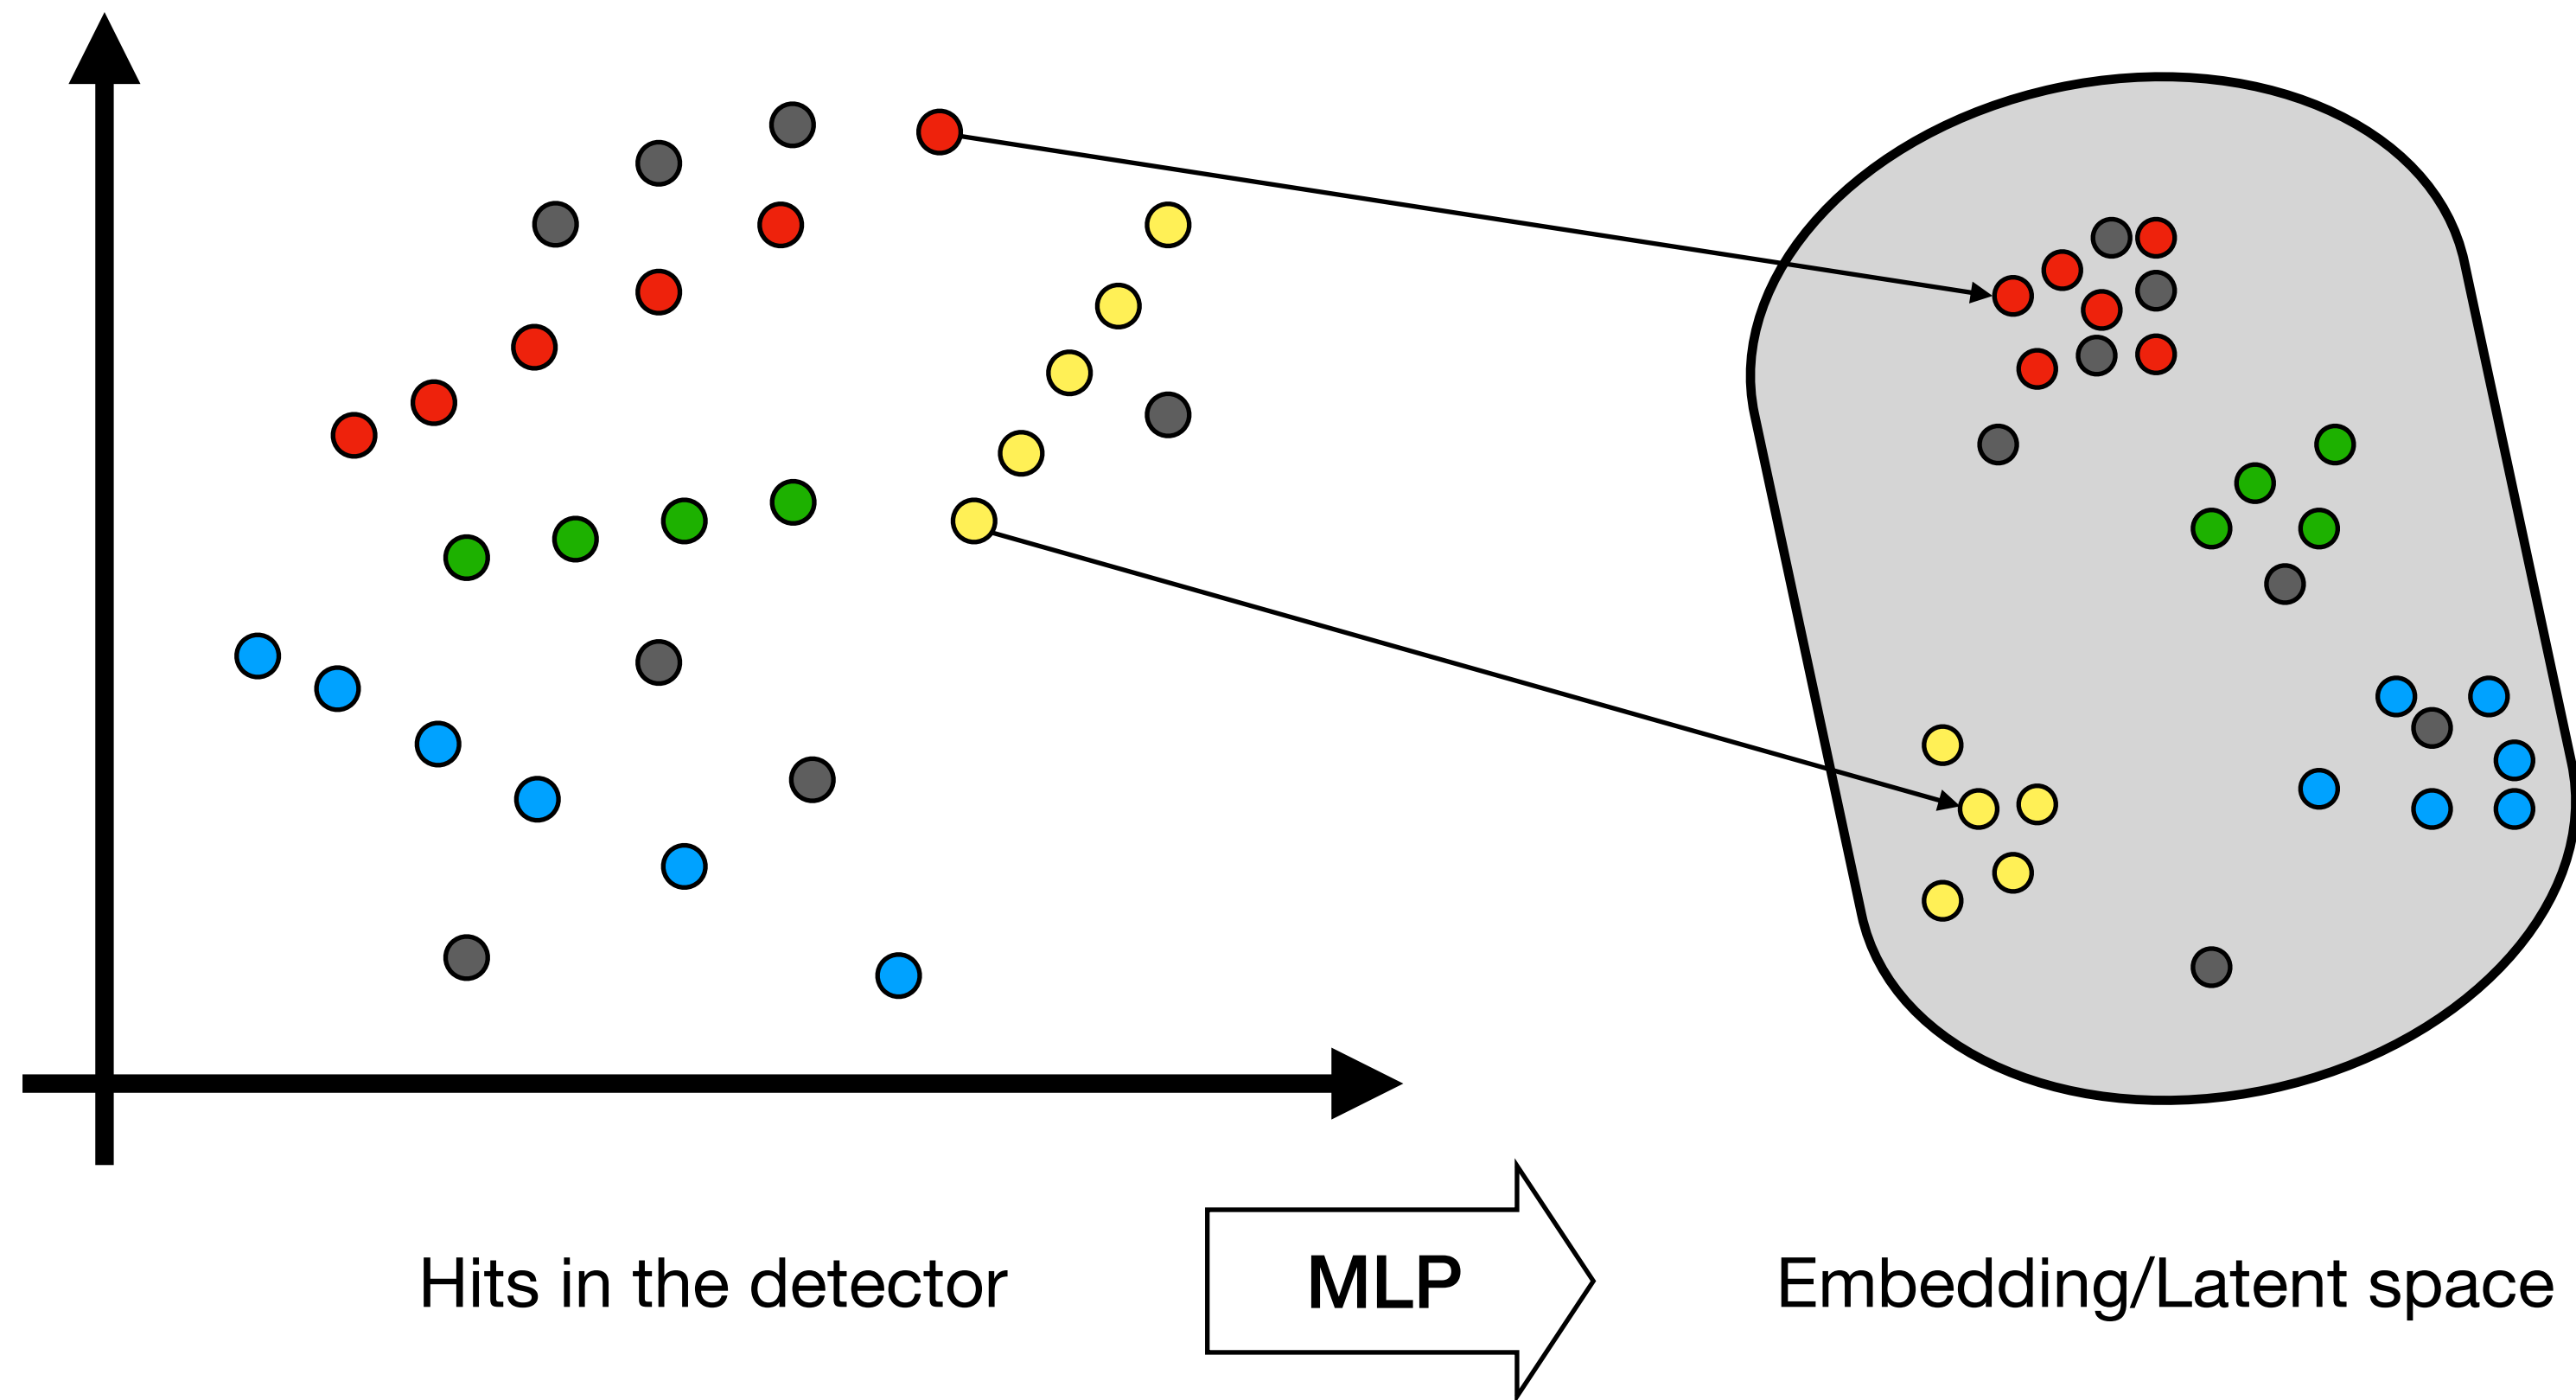 Hits in the detector
MLP
Embedding/Latent space